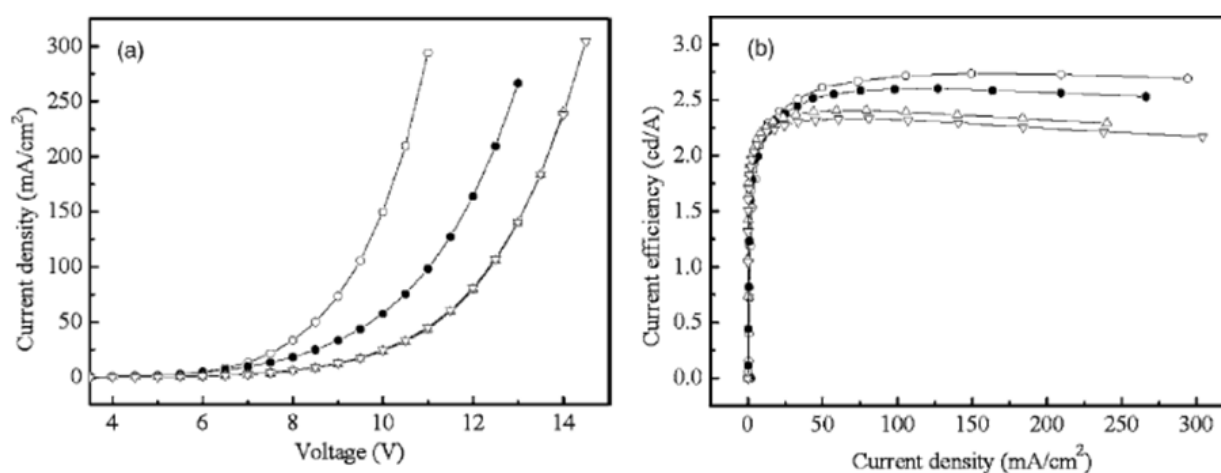 (a)
300
250
200
150
100
50
0
Current density (mA/cm²)
4 6 8 10 12 14
Voltage (V)
(b)
3.0
2.5
2.0
1.5
1.0
0.5
0.0
Current efficiency (cd/A)
0 50 100 150 200 250 300
Current density (mA/cm²)